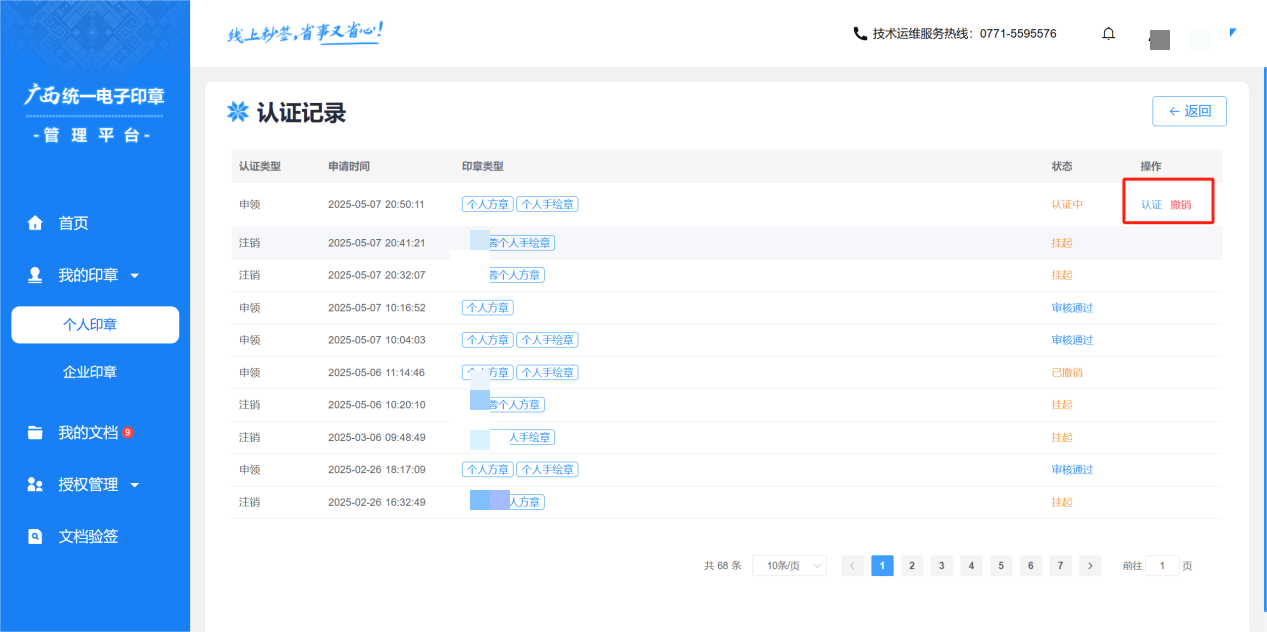 线上秒签,省事又省心!
技术运维服务热线：0771-5595576
广西统一电子印章
-管 理 平 台-
首页
我的印章
个人印章
企业印章
我的文档 9
授权管理
文档验签
认证记录
← 返回
认证类型 申请时间 印章类型 状态 操作
申领 2025-05-07 20:50:11 个人方章 个人手绘章 认证中 认证 撤销
注销 2025-05-07 20:41:21 个人手绘章 挂起
注销 2025-05-07 20:32:07 个人方章 挂起
申领 2025-05-07 10:16:52 个人方章 审核通过
申领 2025-05-07 10:04:03 个人方章 个人手绘章 审核通过
申领 2025-05-06 11:14:46 个人方章 个人手绘章 已撤销
注销 2025-05-06 10:20:10 个人方章 挂起
注销 2025-03-06 09:48:49 人手绘章 挂起
申领 2025-02-26 18:17:09 个人方章 个人手绘章 审核通过
注销 2025-02-26 16:32:49 人方章 挂起
共 68 条 10条/页 < 1 2 3 4 5 6 7 > 前往 1 页